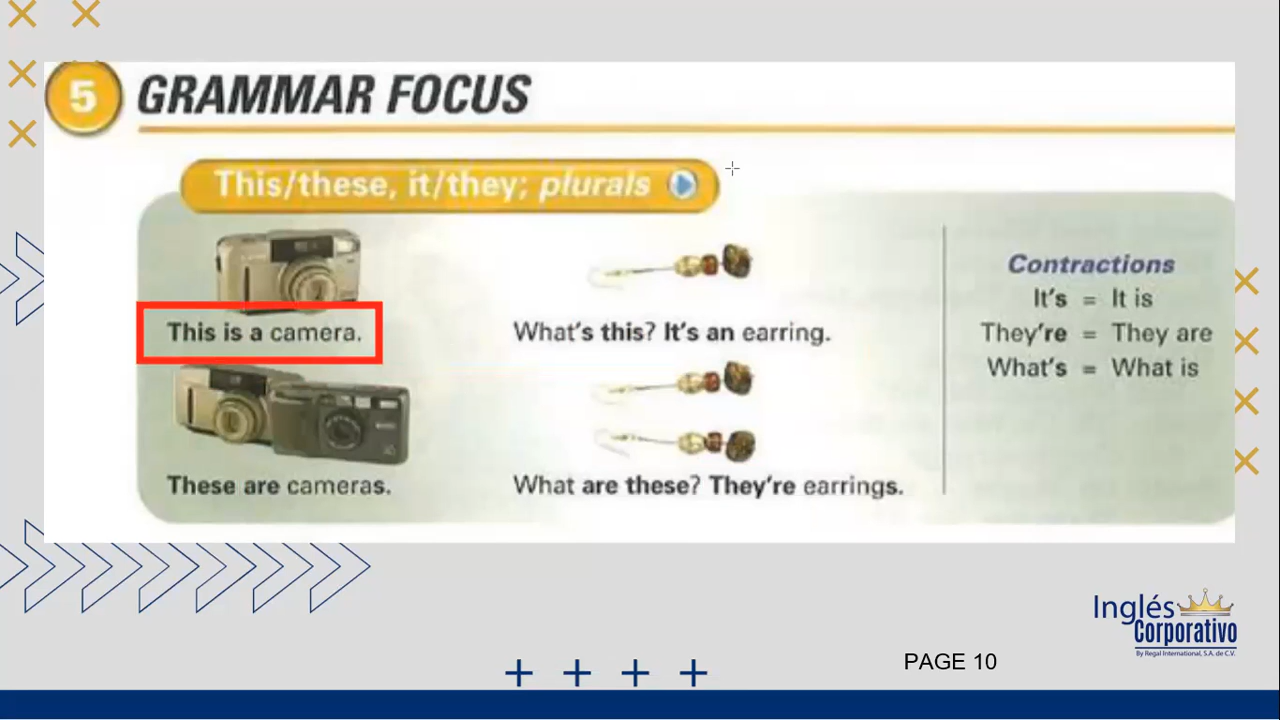 5 GRAMMAR FOCUS
This/these, it/they; plurals
This is a camera.
What's this? It's an earring.
These are cameras.
What are these? They're earrings.
Contractions
It's = It is
They're = They are
What's = What is
Inglés
Corporativo
By Regal International, S.A. de C.V.
PAGE 10